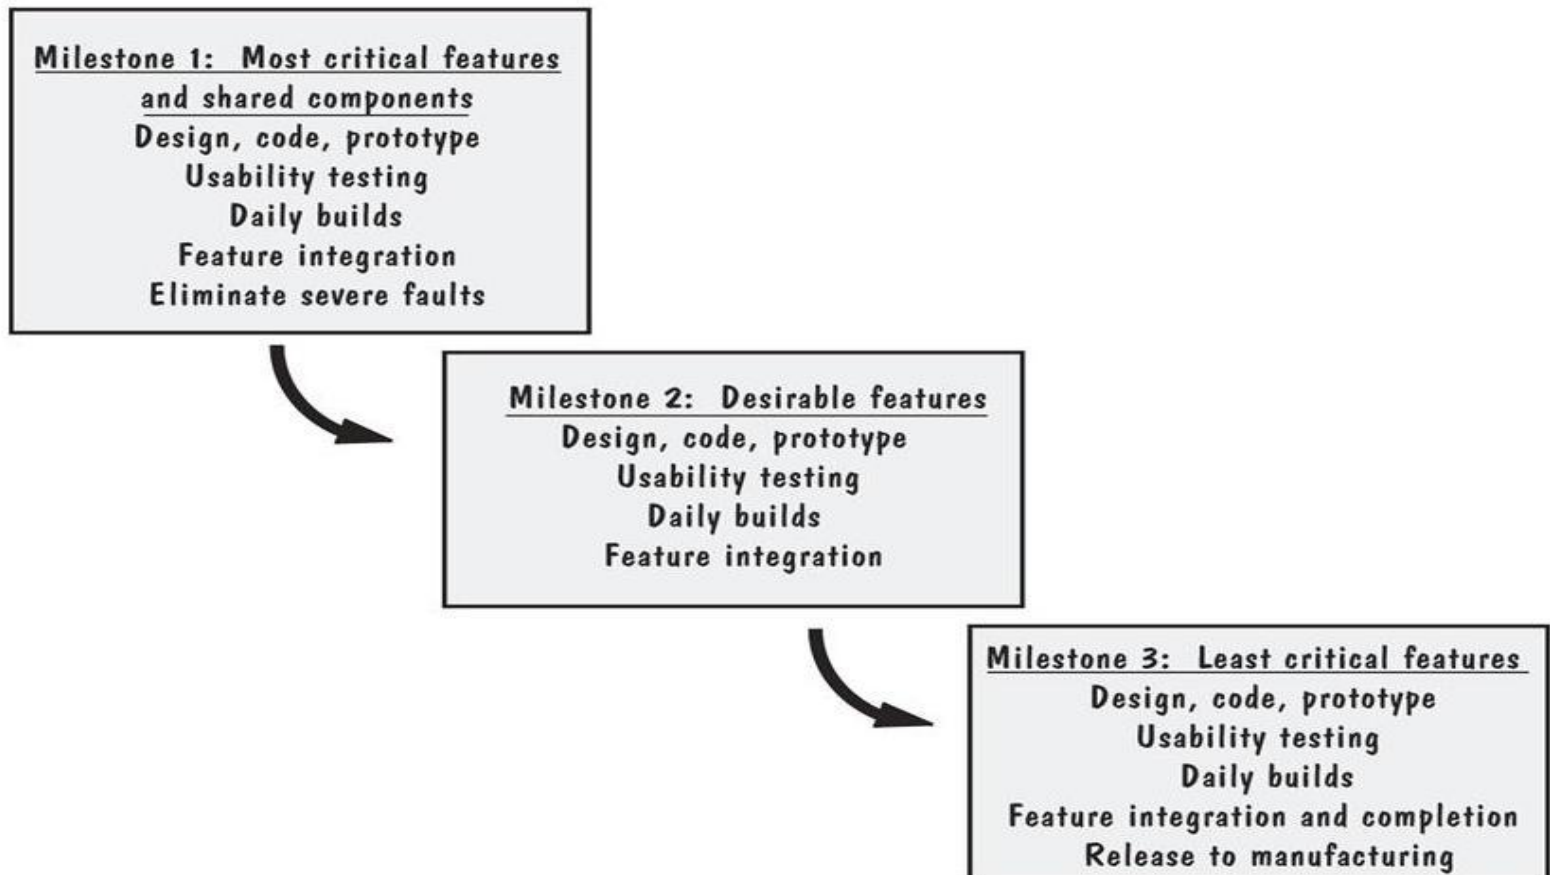 Milestone 1: Most critical features
and shared components
Design, code, prototype
Usability testing
Daily builds
Feature integration
Eliminate severe faults
Milestone 2: Desirable features
Design, code, prototype
Usability testing
Daily builds
Feature integration
Milestone 3: Least critical features
Design, code, prototype
Usability testing
Daily builds
Feature integration and completion
Release to manufacturing